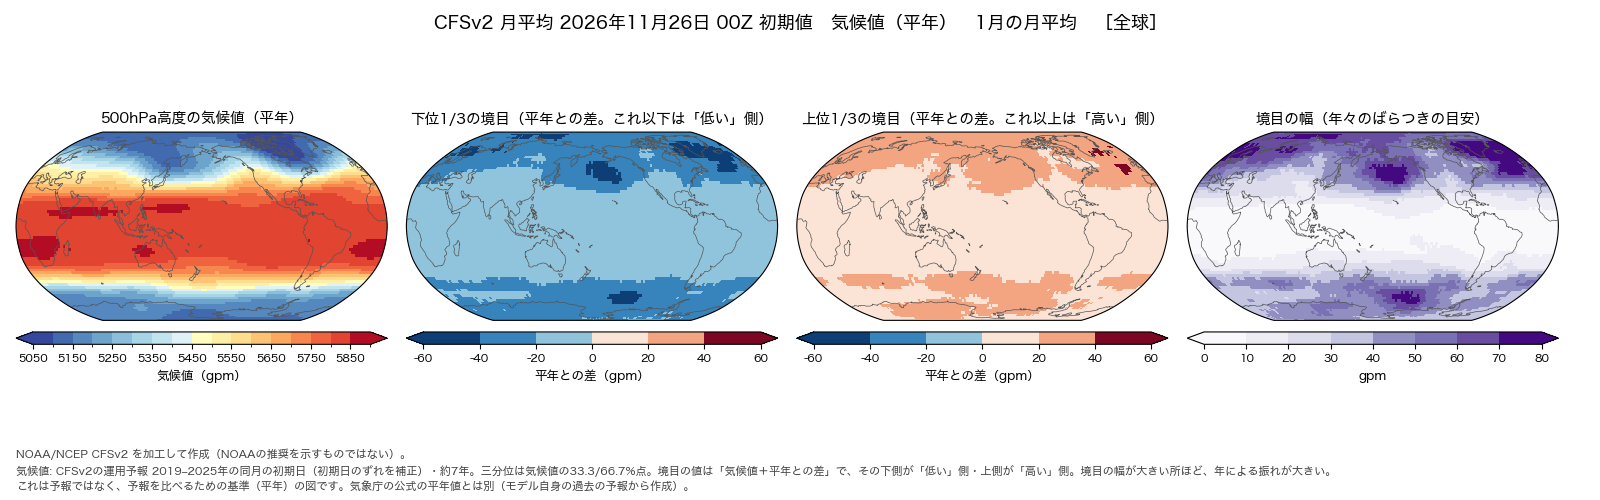 CFSv2 月平均 2026年11月26日 00Z 初期値　気候値（平年）　1月の月平均　［全球］
500hPa高度の気候値（平年）
下位1/3の境目（平年との差。これ以下は「低い」側）
上位1/3の境目（平年との差。これ以上は「高い」側）
境目の幅（年々のばらつきの目安）
5050 5150 5250 5350 5450 5550 5650 5750 5850
-60 -40 -20 0 20 40 60
-60 -40 -20 0 20 40 60
0 10 20 30 40 50 60 70 80
気候値（gpm）
平年との差（gpm）
平年との差（gpm）
gpm
NOAA/NCEP CFSv2 を加工して作成（NOAAの推奨を示すものではない）。
気候値: CFSv2の運用予報 2019–2025年の同月の初期日（初期日のずれを補正）・約7年。三分位は気候値の33.3/66.7%点。境目の値は「気候値＋平年との差」で、その下側が「低い」側・上側が「高い」側。境目の幅が大きい所ほど、年による振れが大きい。
これは予報ではなく、予報を比べるための基準（平年）の図です。気象庁の公式の平年値とは別（モデル自身の過去の予報から作成）。